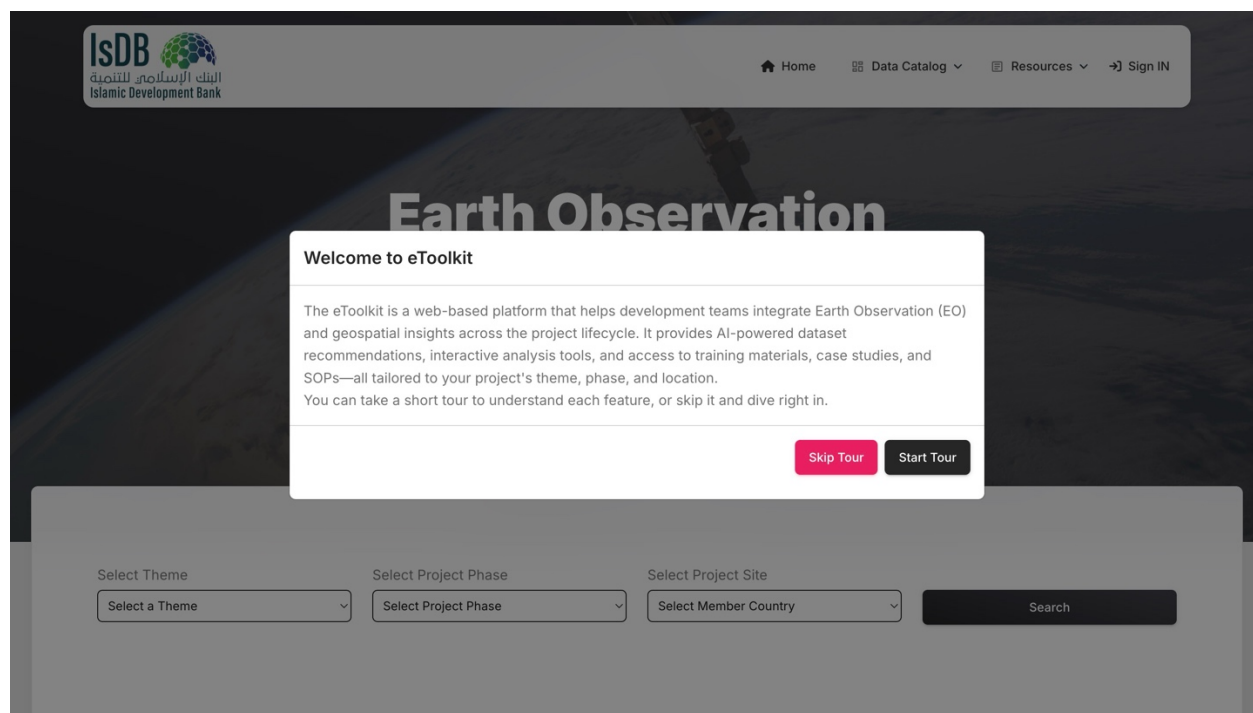 IsDB
البنك الإسلامي للتنمية
Islamic Development Bank
Home
Data Catalog
Resources
Sign IN
Earth Observation
Welcome to eToolkit
The eToolkit is a web-based platform that helps development teams integrate Earth Observation (EO)
and geospatial insights across the project lifecycle. It provides AI-powered dataset
recommendations, interactive analysis tools, and access to training materials, case studies, and
SOPs—all tailored to your project's theme, phase, and location.
You can take a short tour to understand each feature, or skip it and dive right in.
Skip Tour
Start Tour
Select Theme
Select Project Phase
Select Project Site
Select a Theme
Select Project Phase
Select Member Country
Search